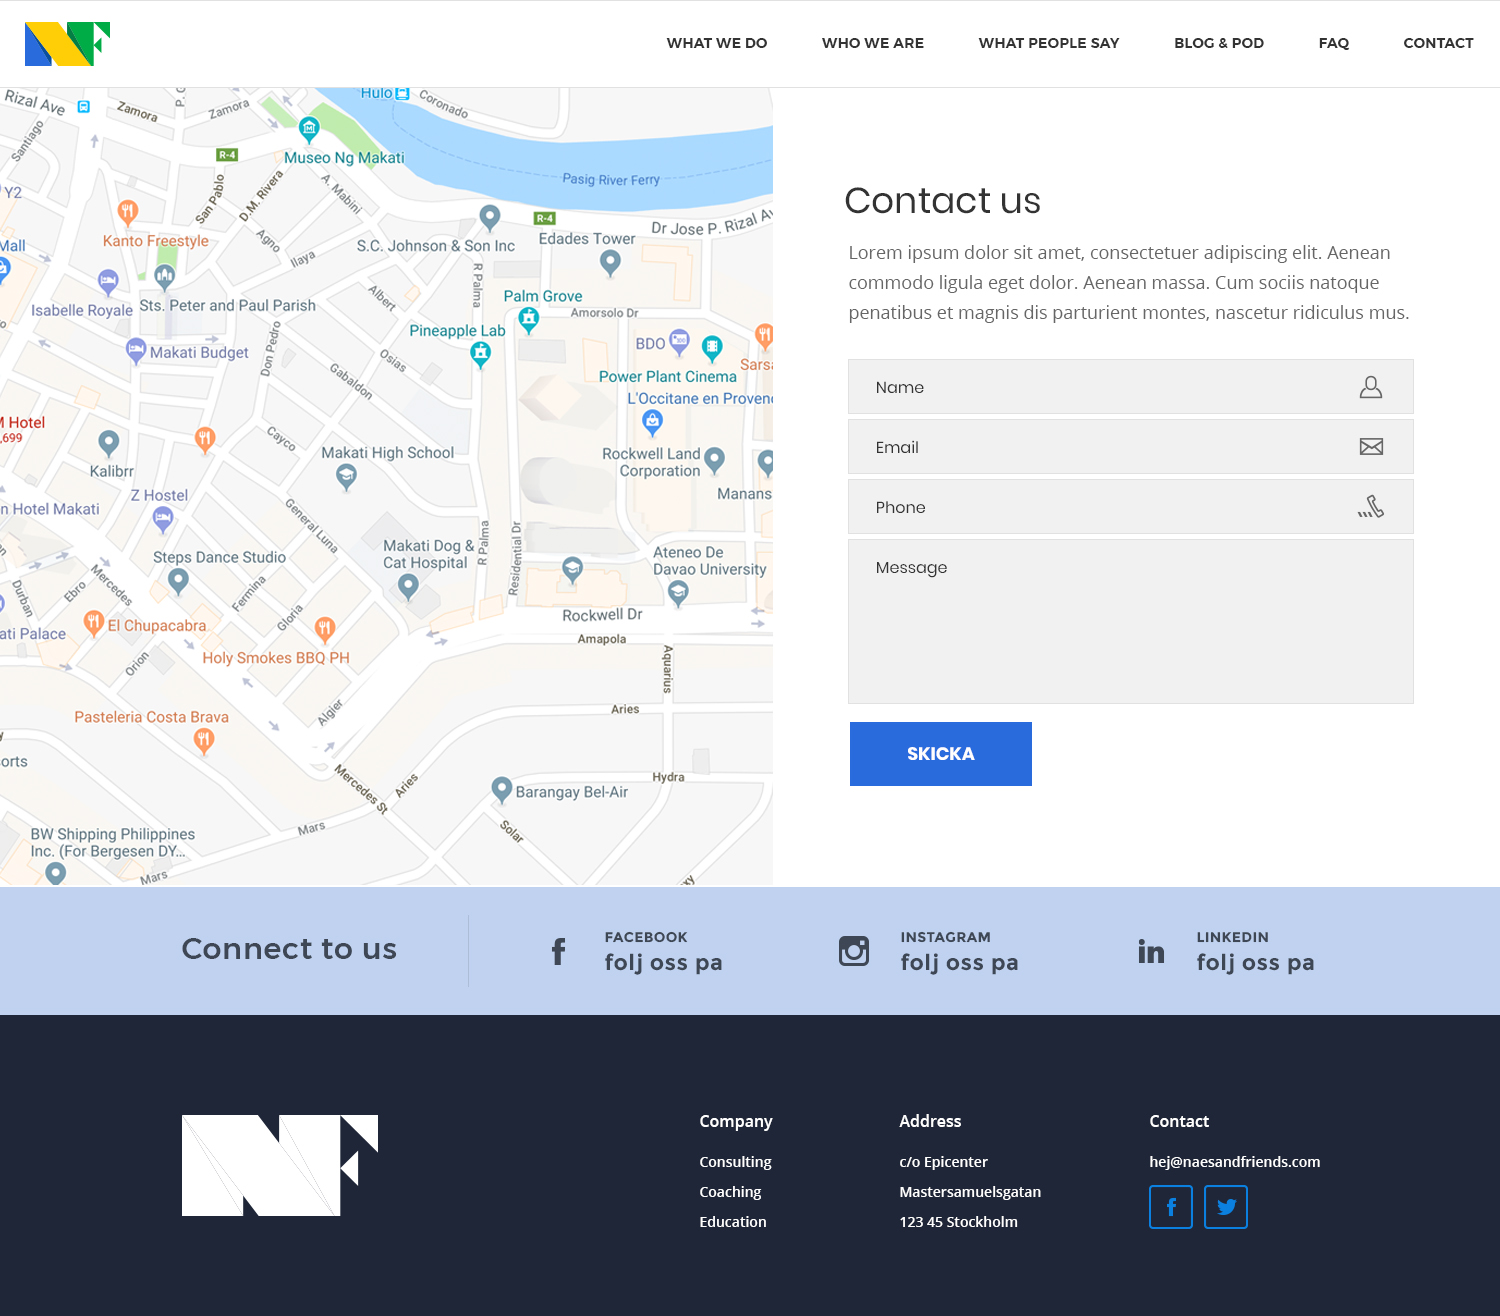 WHAT WE DO
WHO WE ARE
WHAT PEOPLE SAY
BLOG & POD
FAQ
CONTACT
Rizal Ave
Zamora
Zamora
Hulo
Coronado
Santiago
R-4
Museo Ng Makati
Pasig River Ferry
Y2
San Pablo
D.M. Rivera
A. Mabini
R-4
Dr Jose P. Rizal Av
Kanto Freestyle
Agno
S.C. Johnson & Son Inc
Edades Tower
Mall
Ilaya
R Palma
Albert
Palm Grove
Isabelle Royale
Sts. Peter and Paul Parish
Amorsolo Dr
Pineapple Lab
Don Pedro
Makati Budget
Osias
BDO
Sarsa
Gabaldon
Power Plant Cinema
L'Occitane en Provenc
M Hotel
,699
Cayco
Makati High School
Rockwell Land
Corporation
Kalibrr
Z Hostel
Manans
n Hotel Makati
General Luna
R Palma
Residential Dr
Steps Dance Studio
Makati Dog &
Cat Hospital
Ateneo De
Davao University
Mercedes
Durban
Ebro
Fermina
Gloria
Rockwell Dr
El Chupacabra
ati Palace
Amapola
Holy Smokes BBQ PH
Orion
Aquarius
Pasteleria Costa Brava
Algier
Aries
orts
Mercedes St
Aries
Hydra
Barangay Bel-Air
BW Shipping Philippines
Inc. (For Bergesen DY...
Mars
Solar
Mars
Contact us
Lorem ipsum dolor sit amet, consectetuer adipiscing elit. Aenean
commodo ligula eget dolor. Aenean massa. Cum sociis natoque
penatibus et magnis dis parturient montes, nascetur ridiculus mus.
Name
Email
Phone
Message
SKICKA
Connect to us
FACEBOOK
folj oss pa
INSTAGRAM
folj oss pa
LINKEDIN
folj oss pa
Company
Consulting
Coaching
Education
Address
c/o Epicenter
Mastersamuelsgatan
123 45 Stockholm
Contact
hej@naesandfriends.com